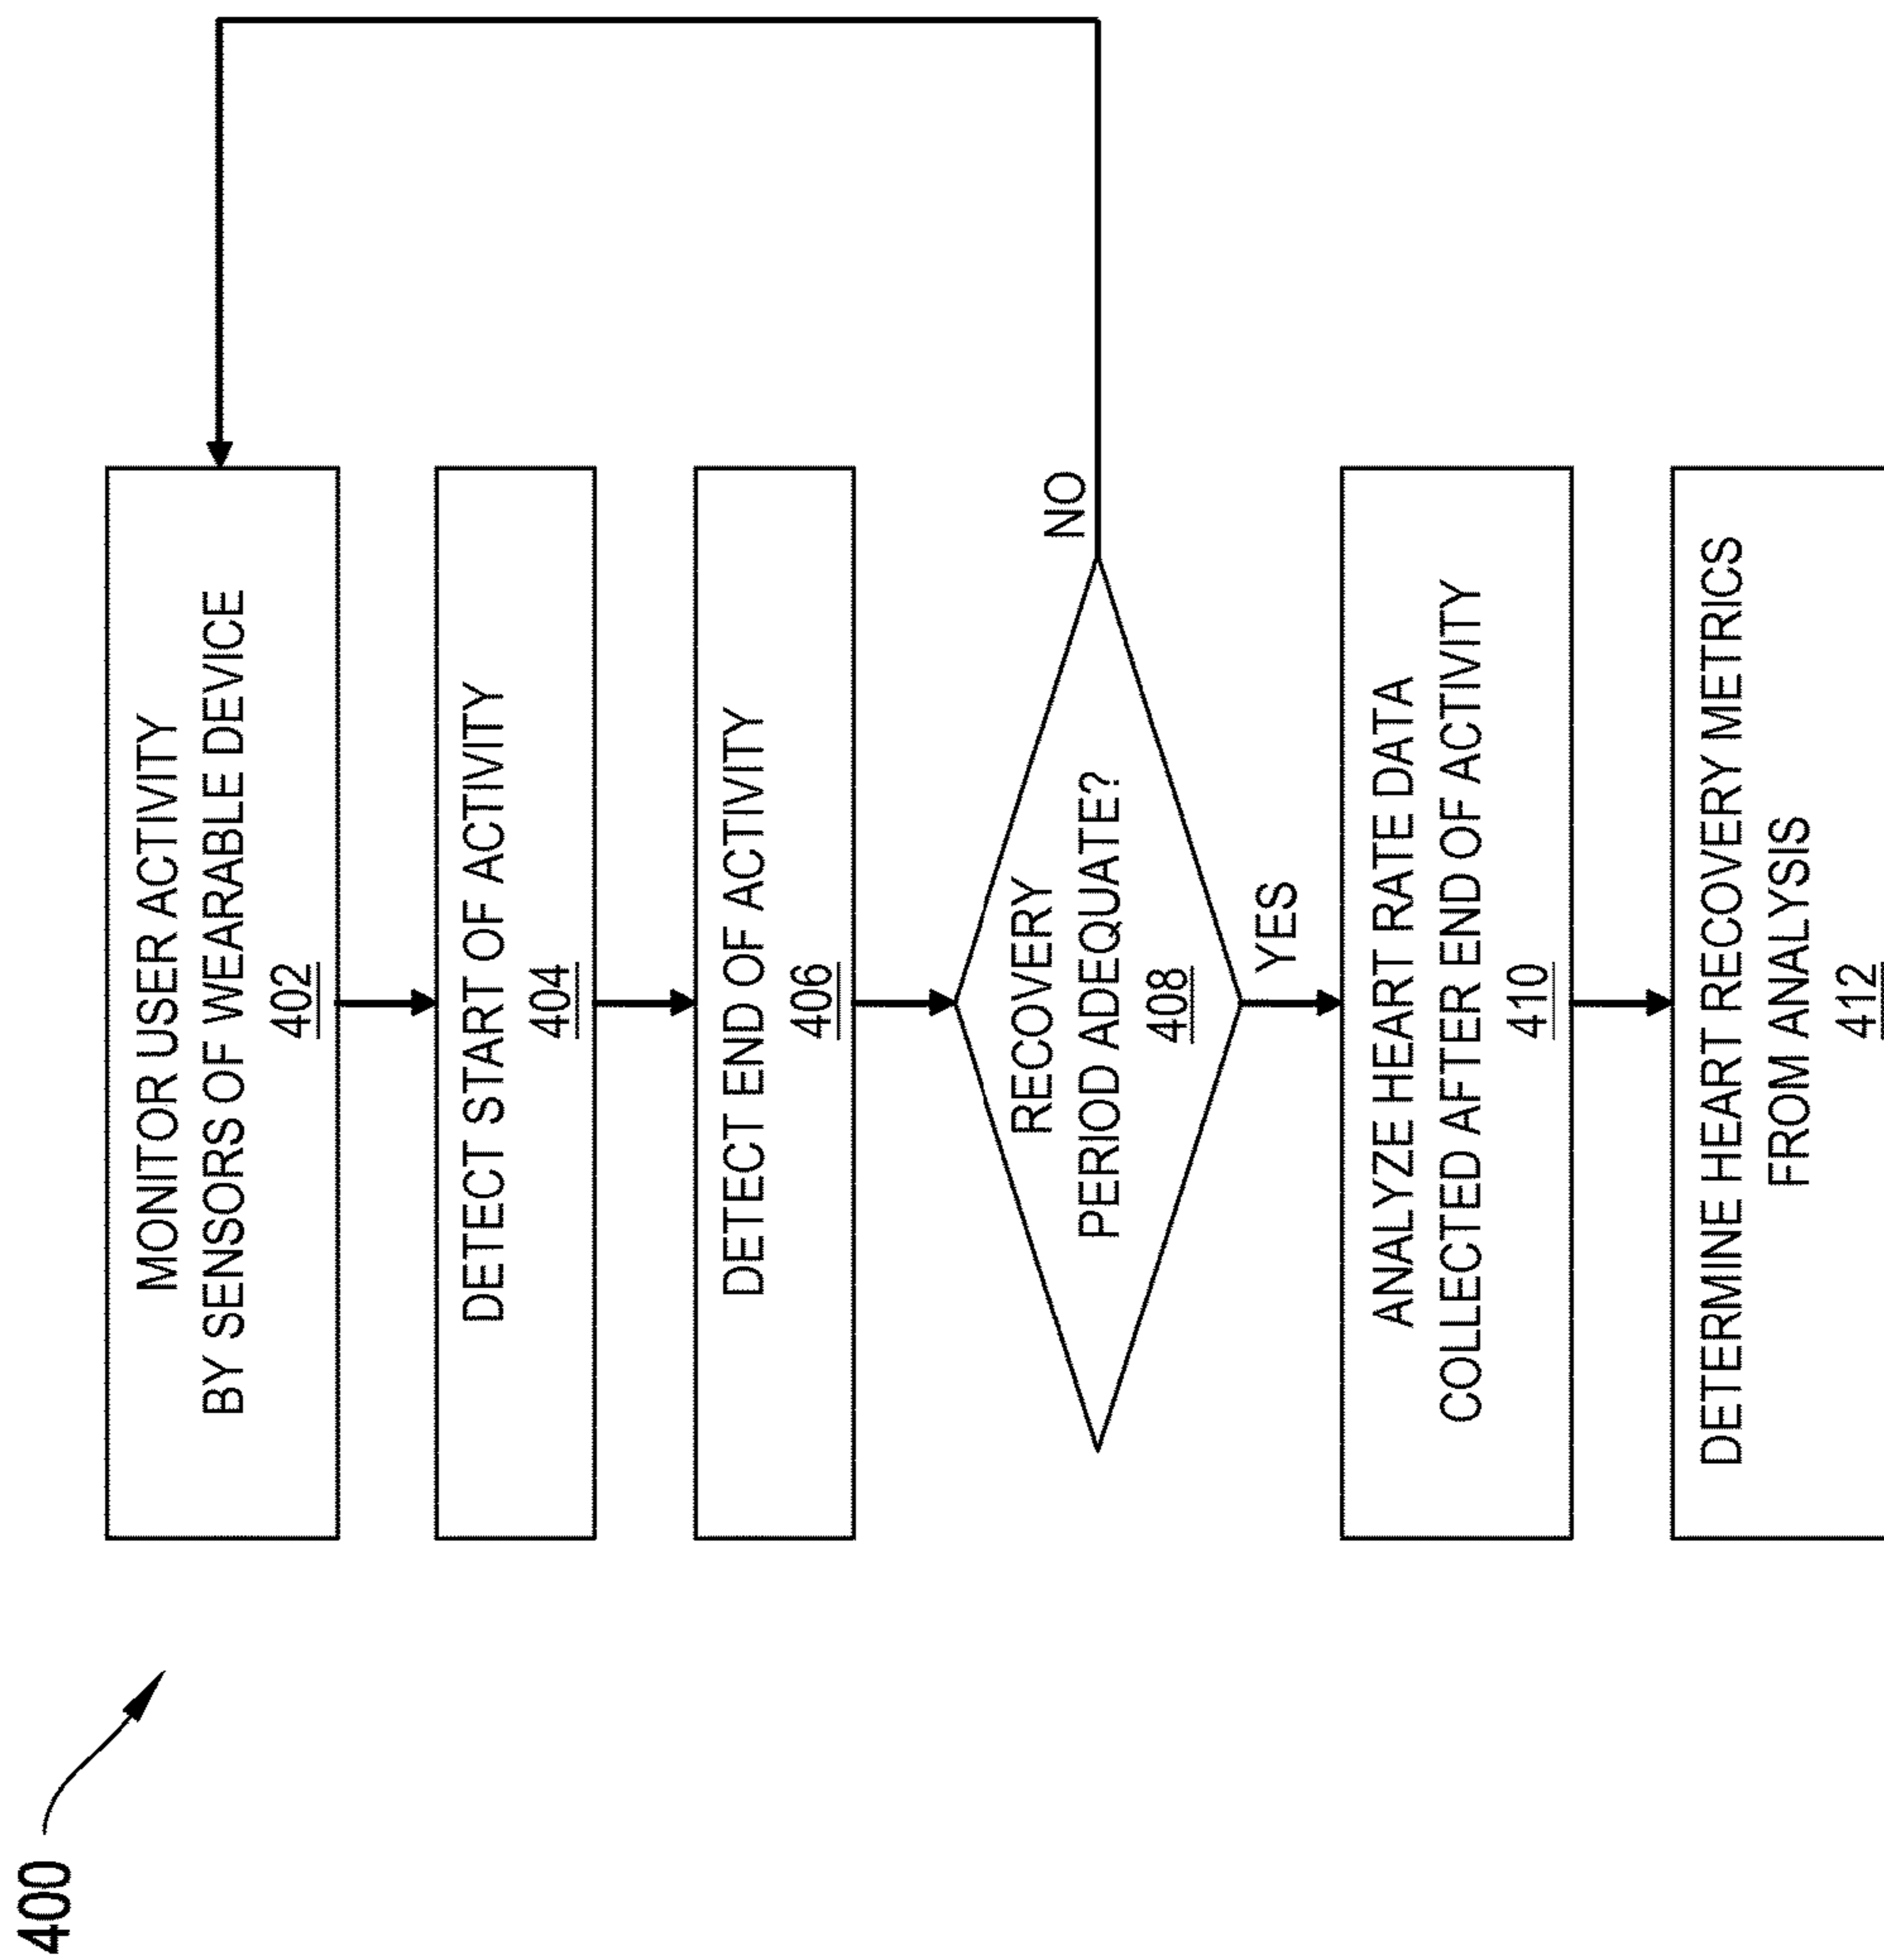 400
MONITOR USER ACTIVITY
BY SENSORS OF WEARABLE DEVICE
402
DETECT START OF ACTIVITY
404
DETECT END OF ACTIVITY
406
RECOVERY
PERIOD ADEQUATE?
408
NO
YES
ANALYZE HEART RATE DATA
COLLECTED AFTER END OF ACTIVITY
410
DETERMINE HEART RECOVERY METRICS
FROM ANALYSIS
412